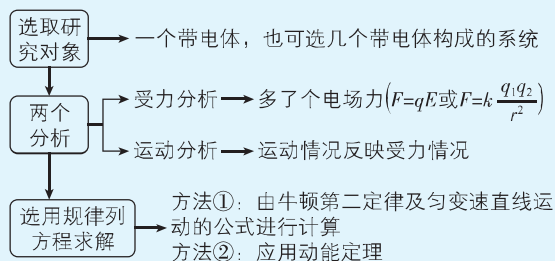 选取研
究对象
一个带电体，也可选几个带电体构成的系统
两个
分析
受力分析
多了个电场力(F=qE或F=k q₁q₂/r²)
运动分析
运动情况反映受力情况
选用规律列
方程求解
方法①：由牛顿第二定律及匀变速直线运
动的公式进行计算
方法②：应用动能定理